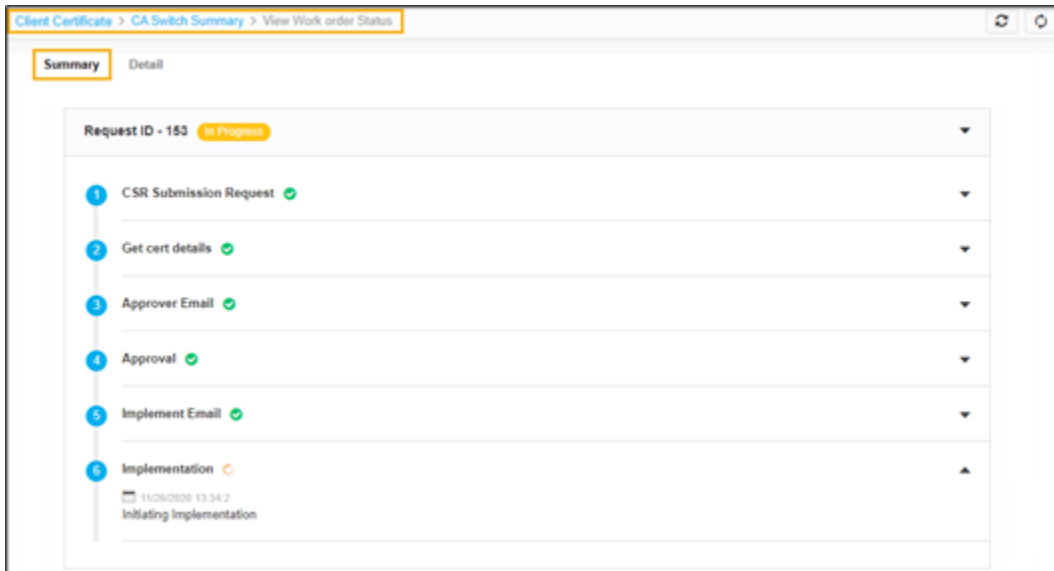 Client Certificate > CA Switch Summary > View Work order Status
Summary Detail
Request ID - 153 In Progress
1 CSR Submission Request
2 Get cert details
3 Approver Email
4 Approval
5 Implement Email
6 Implementation
11/26/2020 13:34:2
Initiating Implementation